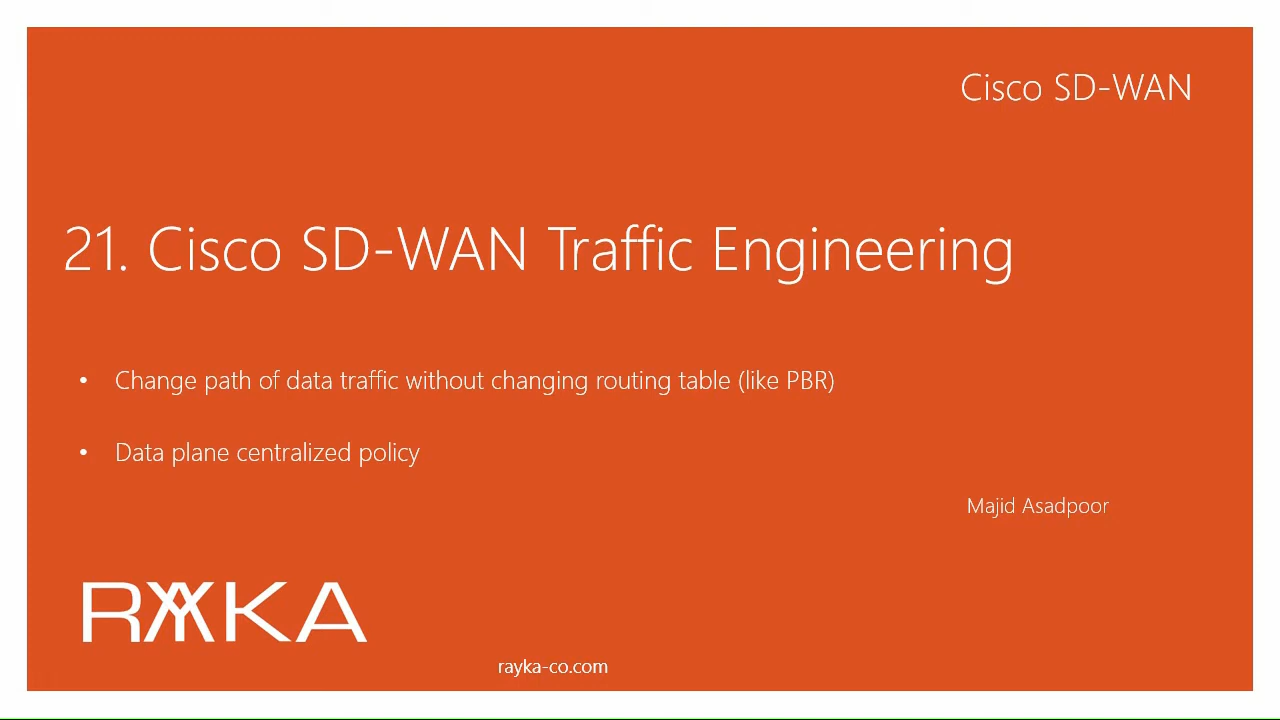 Cisco SD-WAN
21. Cisco SD-WAN Traffic Engineering
• Change path of data traffic without changing routing table (like PBR)
• Data plane centralized policy
Majid Asadpoor
RAYKA
rayka-co.com